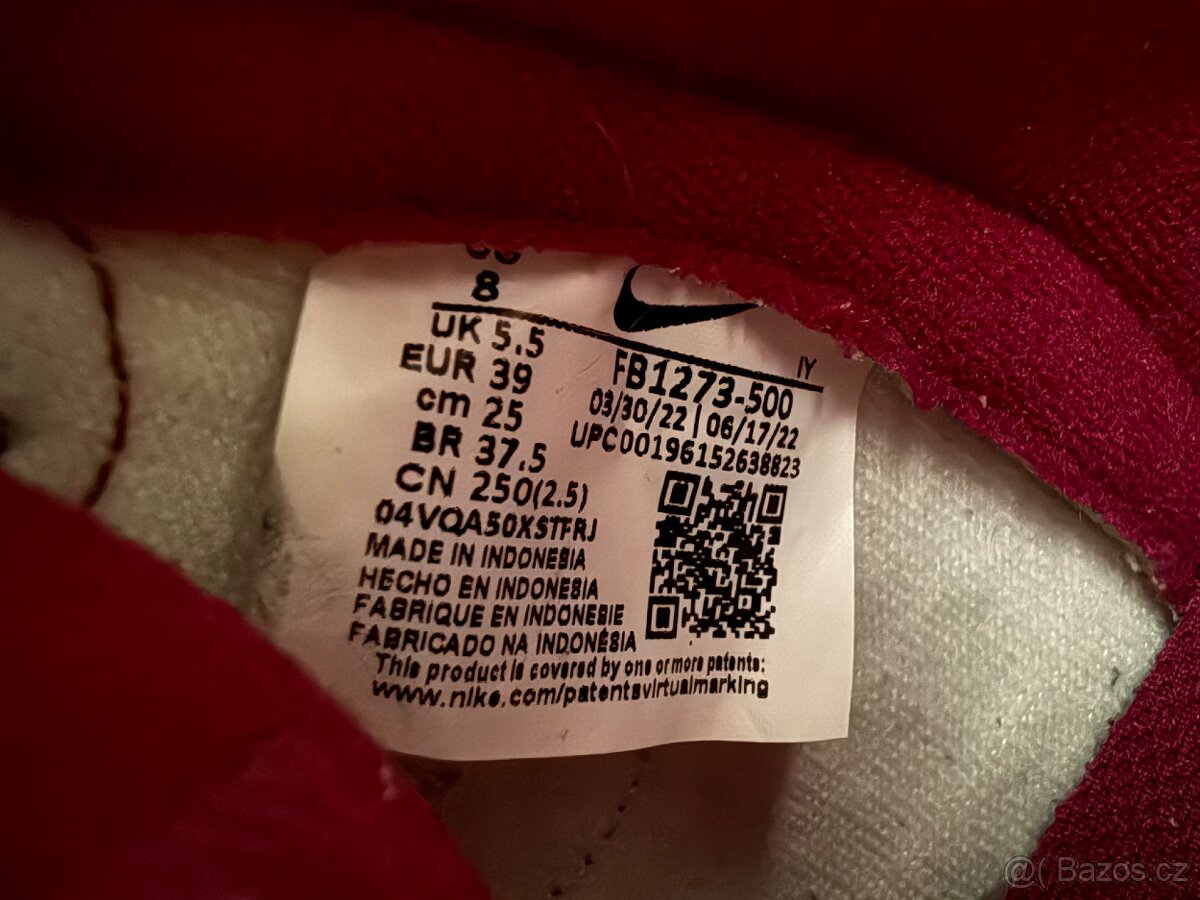 8
UK 5.5
EUR 39
cm 25
BR 37.5
CN 250(2.5)
04VQA50XSTFRJ
MADE IN INDONESIA
HECHO EN INDONESIA
FABRIQUE EN INDONESIE
FABRICADO NA INDONÉSIA
This product is covered by one or more patents:
www.nike.com/patentsvirtualmarking
IY
FB1273-500
03/30/22 | 06/17/22
UPC00196152638823
@( Bazos.cz